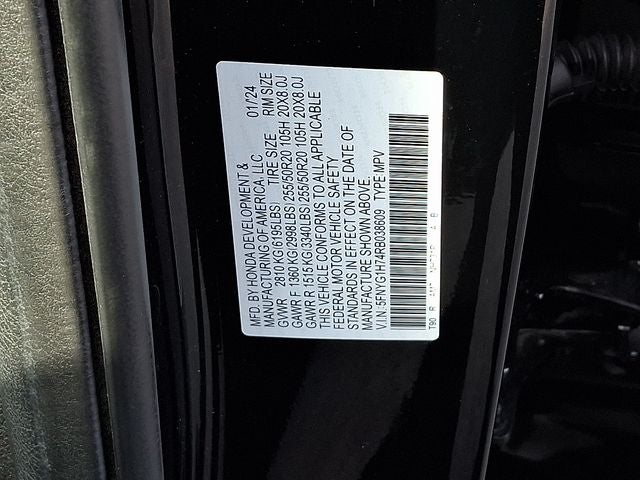 MFD. BY HONDA DEVELOPMENT & 01/24
MANUFACTURING OF AMERICA, LLC
GVWR 2810 KG(6195LBS) TIRE SIZE RIM SIZE
GAWR F 1360 KG(2998LBS)255/50R20 105H 20X8.0J
GAWR R 1515 KG(3340LBS)255/50R20 105H 20X8.0J
THIS VEHICLE CONFORMS TO ALL APPLICABLE
FEDERAL MOTOR VEHICLE SAFETY
STANDARDS IN EFFECT ON THE DATE OF
MANUFACTURE SHOWN ABOVE.
V.I.N. 5FNYG1H74RB038609 TYPE MPV
T90 R A B